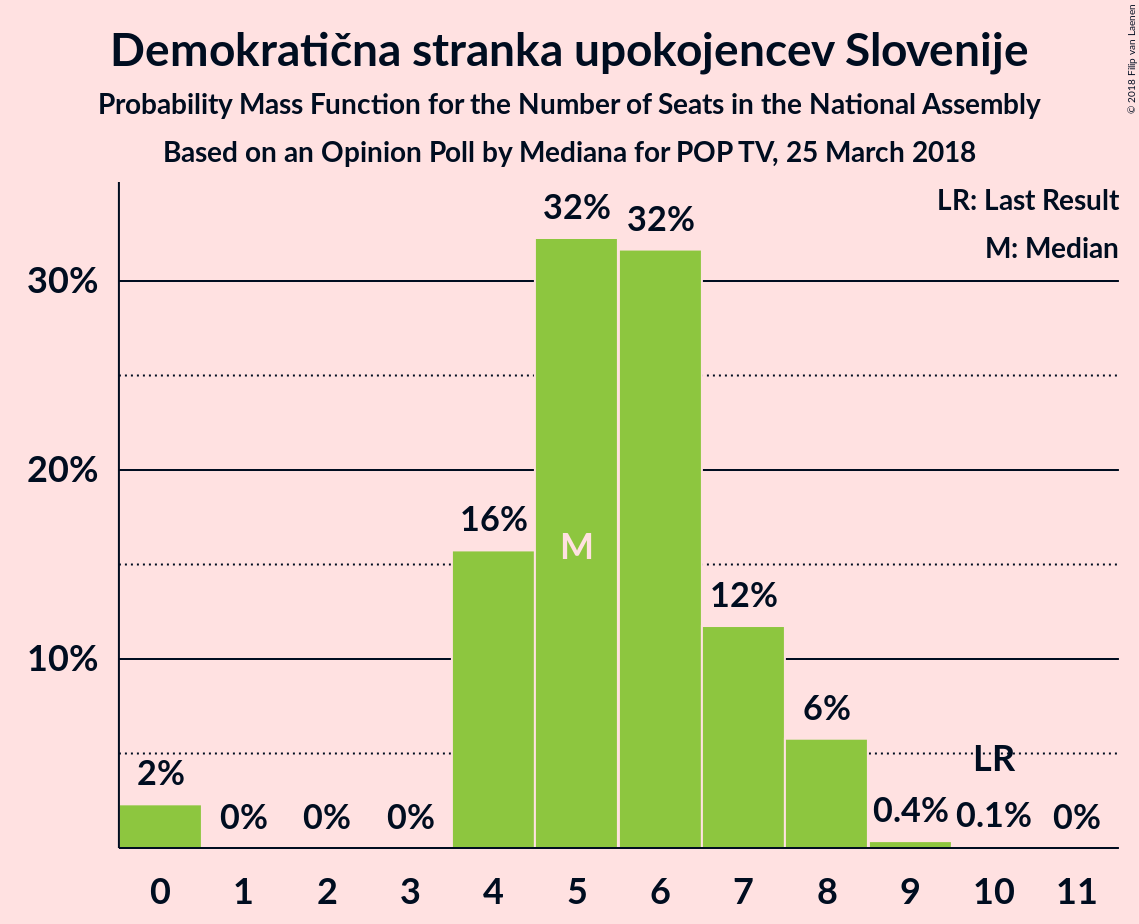 Demokratična stranka upokojencev Slovenije
Probability Mass Function for the Number of Seats in the National Assembly
Based on an Opinion Poll by Mediana for POP TV, 25 March 2018
© 2018 Filip van Laenen
LR: Last Result
M: Median
32%
32%
30%
20%
16%
M
12%
10%
6%
LR
2%
0%
0%
0%
0.4%
0.1%
0%
0 1 2 3 4 5 6 7 8 9 10 11